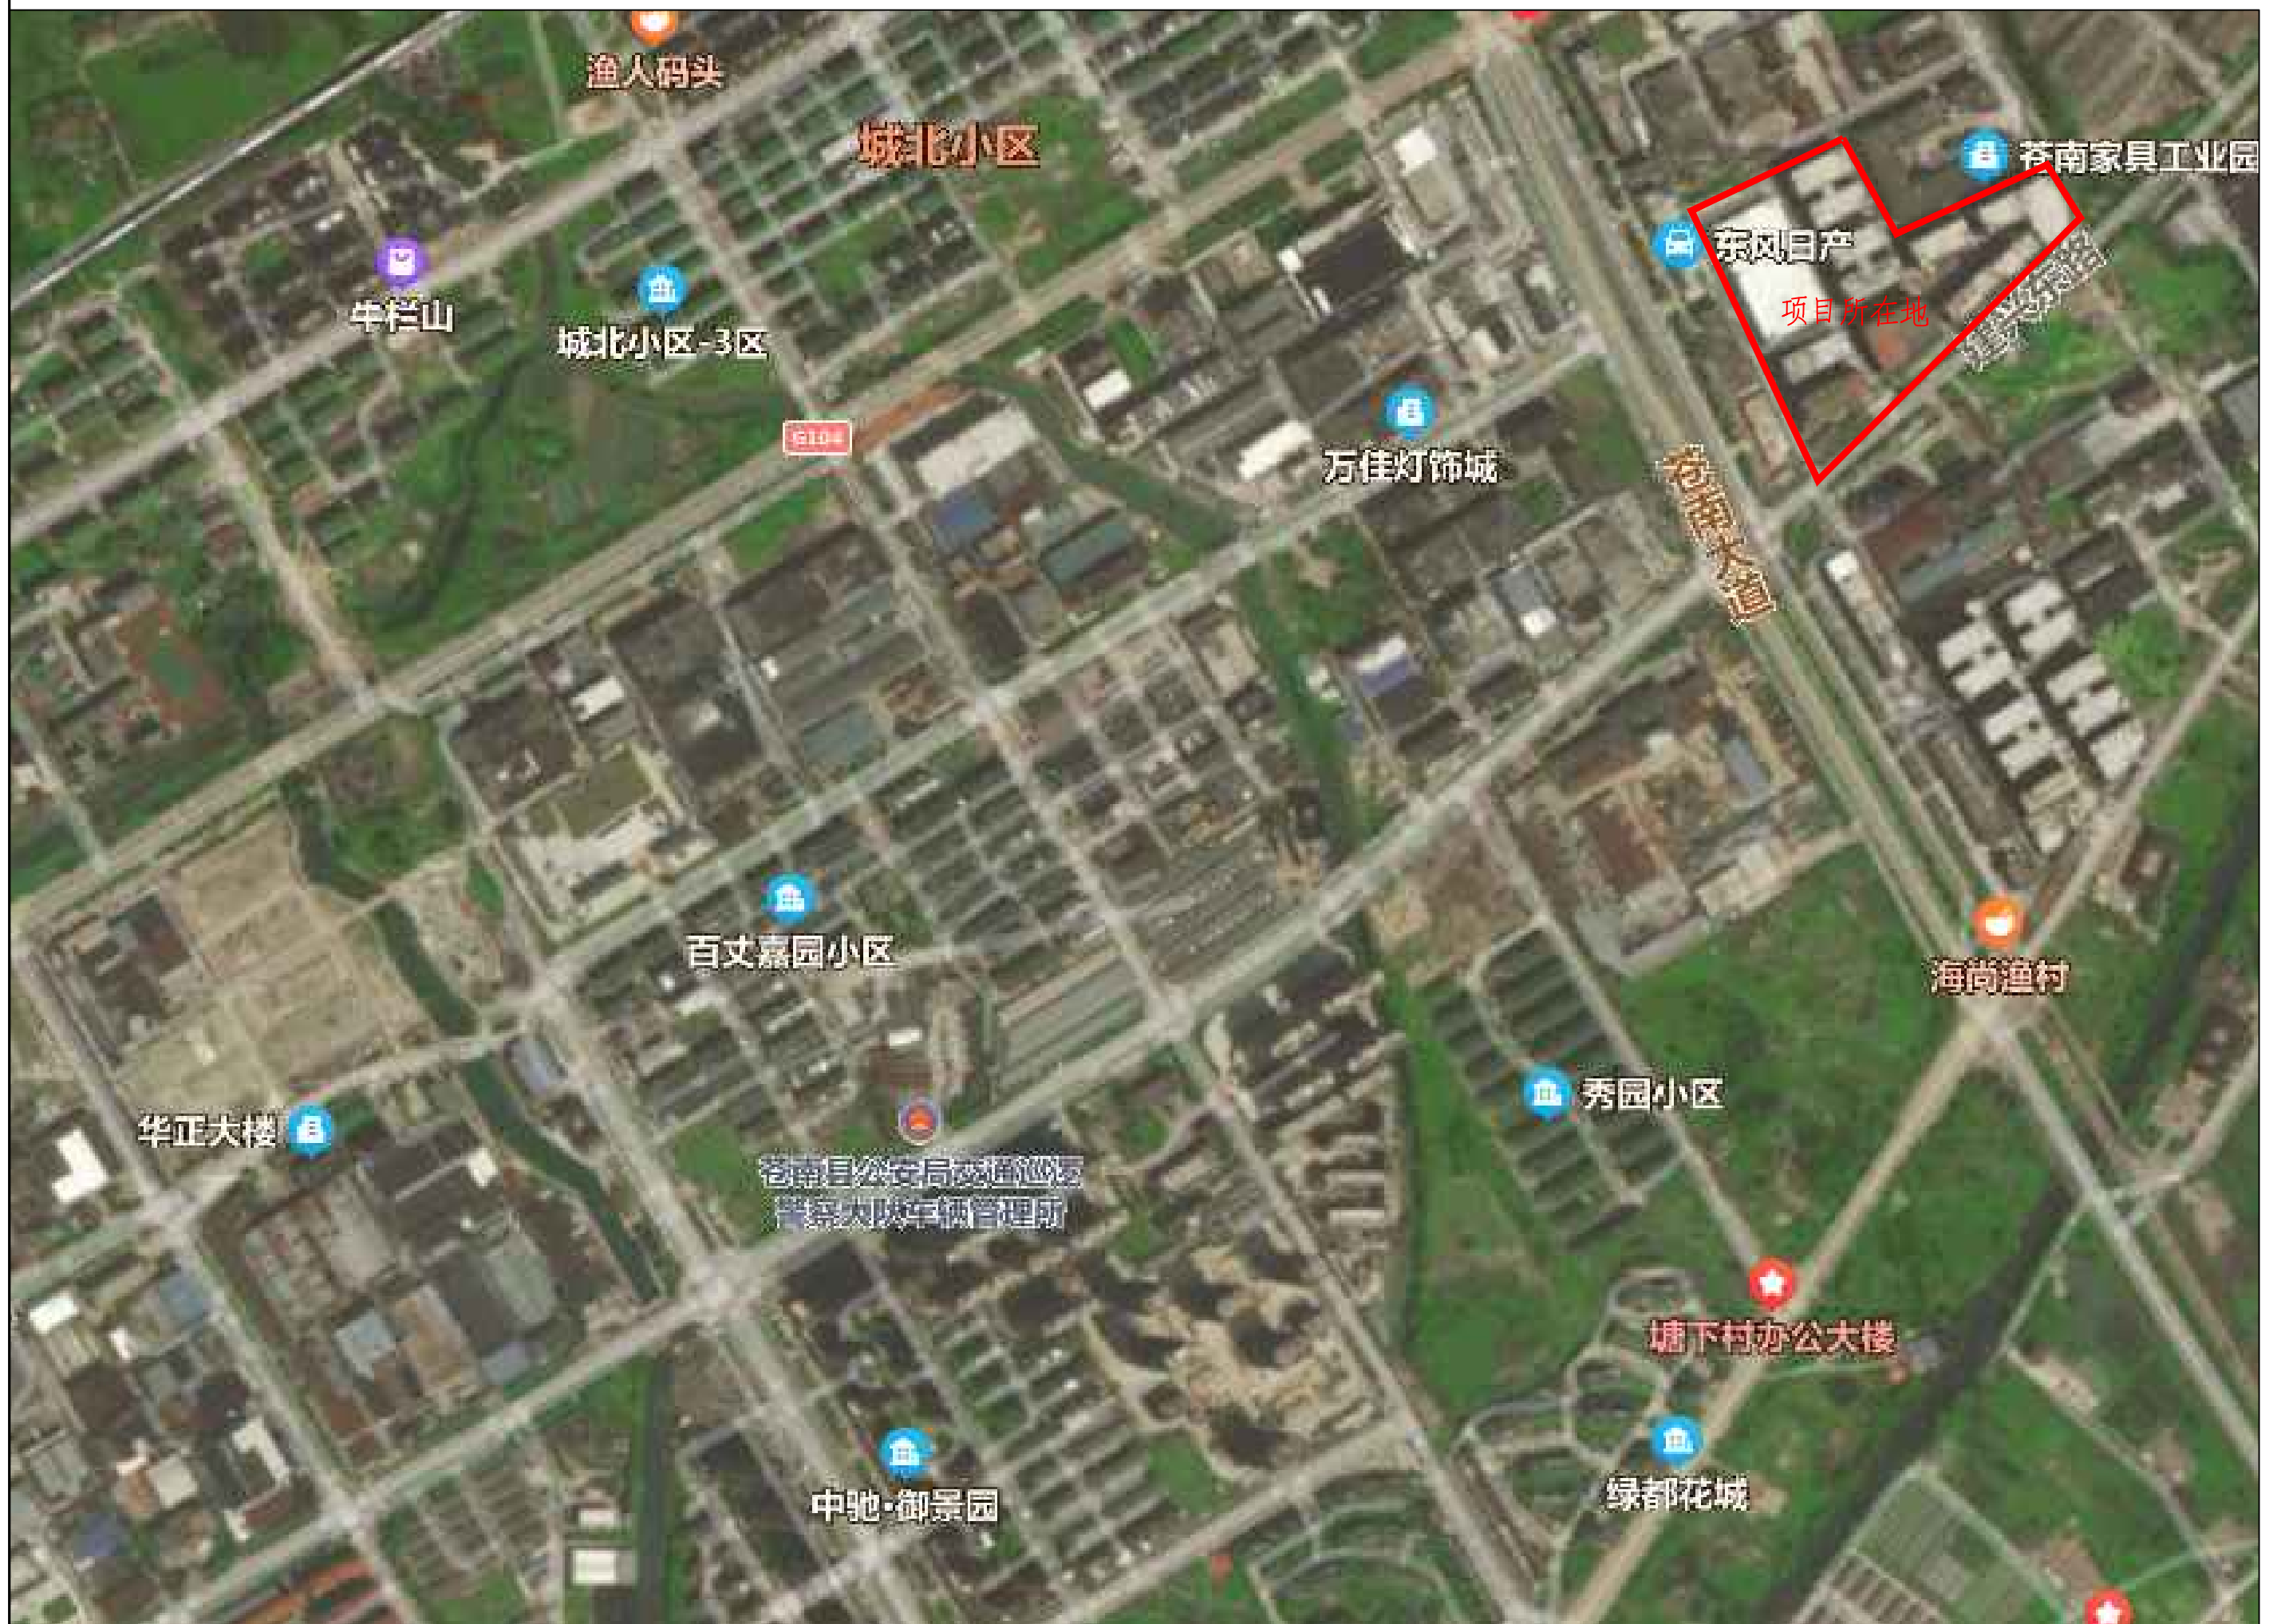 渔人码头
城北小区
苍南家具工业园
东风日产
牛栏山
城北小区-3区
项目所在地
G104
万佳灯饰城
苍南大道
百丈嘉园小区
海尚渔村
秀园小区
华正大楼
苍南县公安局交通巡逻
警察大队车辆管理所
塘下村办公大楼
绿都花城
中驰·御景园